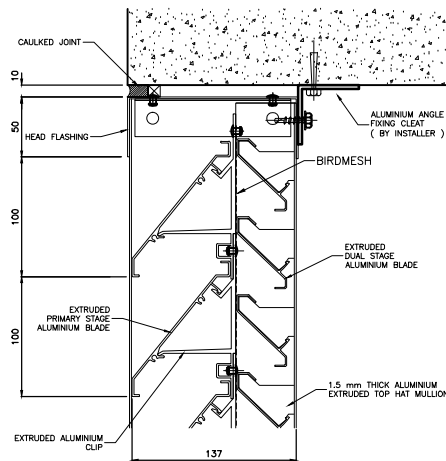 CAULKED JOINT
10
50
HEAD FLASHING
ALUMINIUM ANGLE
FIXING CLEAT
( BY INSTALLER )
BIRDMESH
100
EXTRUDED
DUAL STAGE
ALUMINIUM BLADE
EXTRUDED
PRIMARY STAGE
ALUMINIUM BLADE
100
1.5 mm THICK ALUMINIUM
EXTRUDED TOP HAT MULLION
EXTRUDED ALUMINIUM
CLIP
137